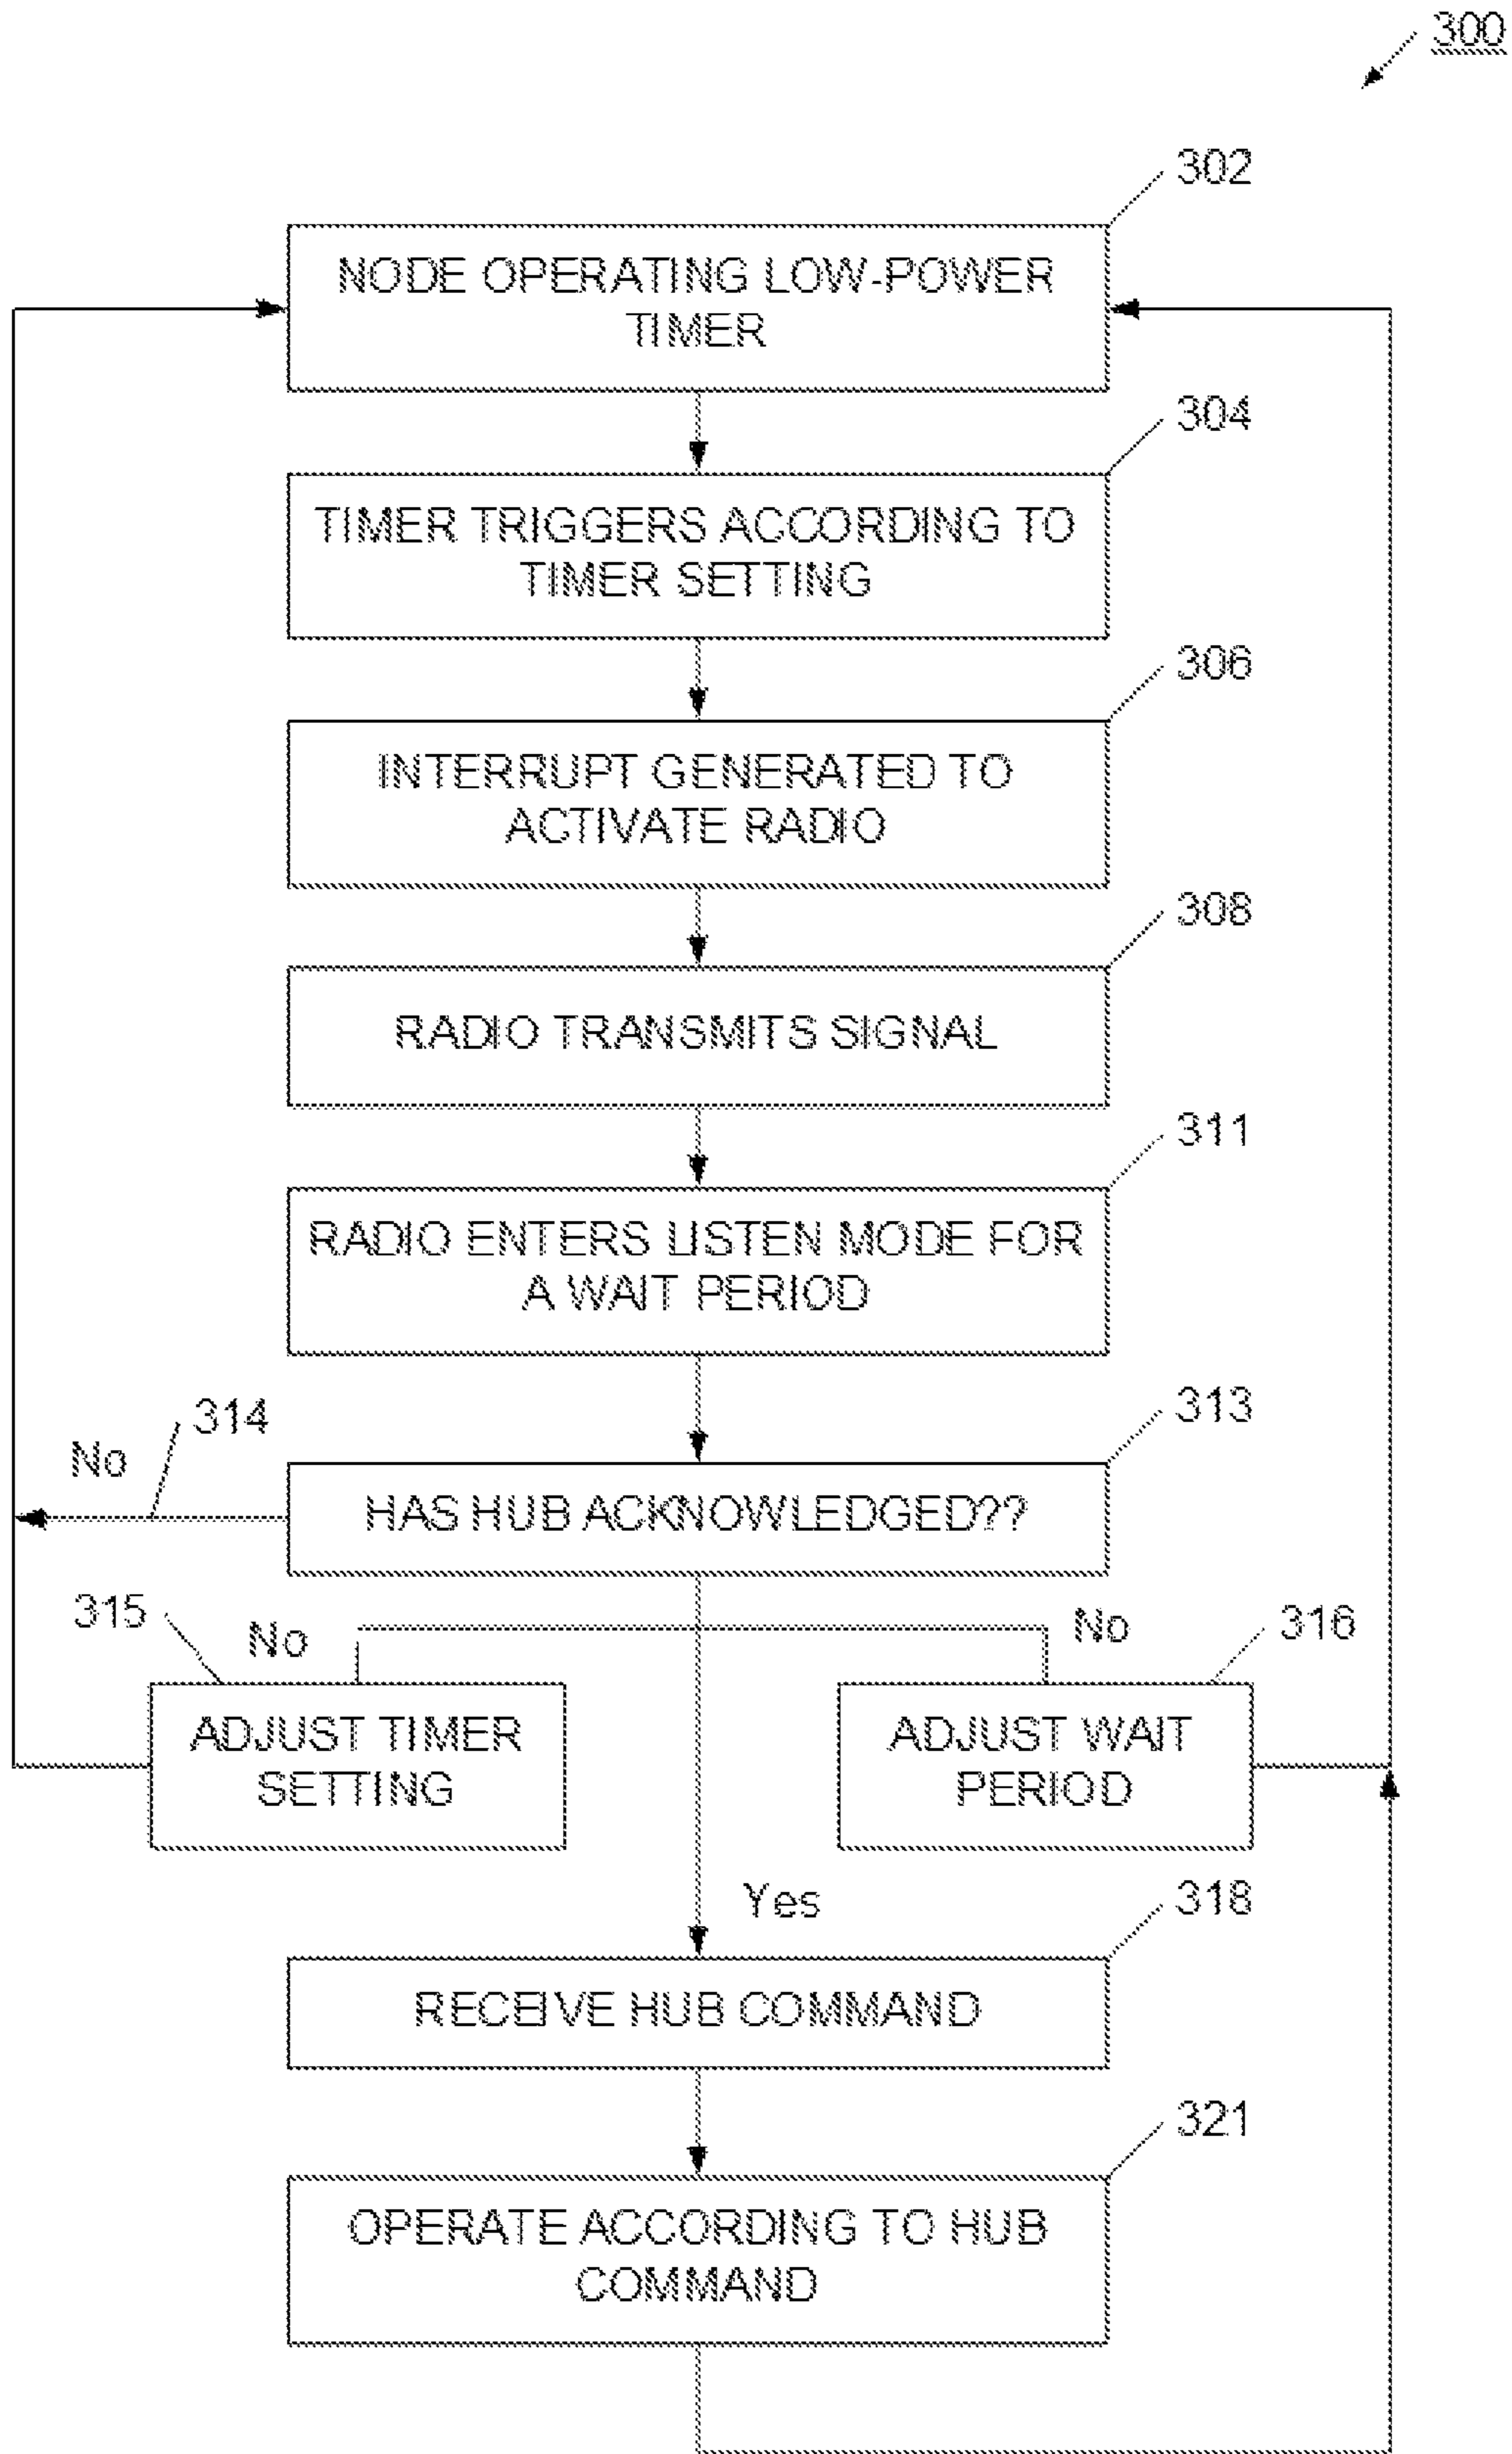 300
302
NODE OPERATING LOW-POWER
TIMER
304
TIMER TRIGGERS ACCORDING TO
TIMER SETTING
306
INTERRUPT GENERATED TO
ACTIVATE RADIO
308
RADIO TRANSMITS SIGNAL
311
RADIO ENTERS LISTEN MODE FOR
A WAIT PERIOD
313
314
No
HAS HUB ACKNOWLEDGED??
315
No
No
316
ADJUST TIMER
SETTING
ADJUST WAIT
PERIOD
Yes
318
RECEIVE HUB COMMAND
321
OPERATE ACCORDING TO HUB
COMMAND